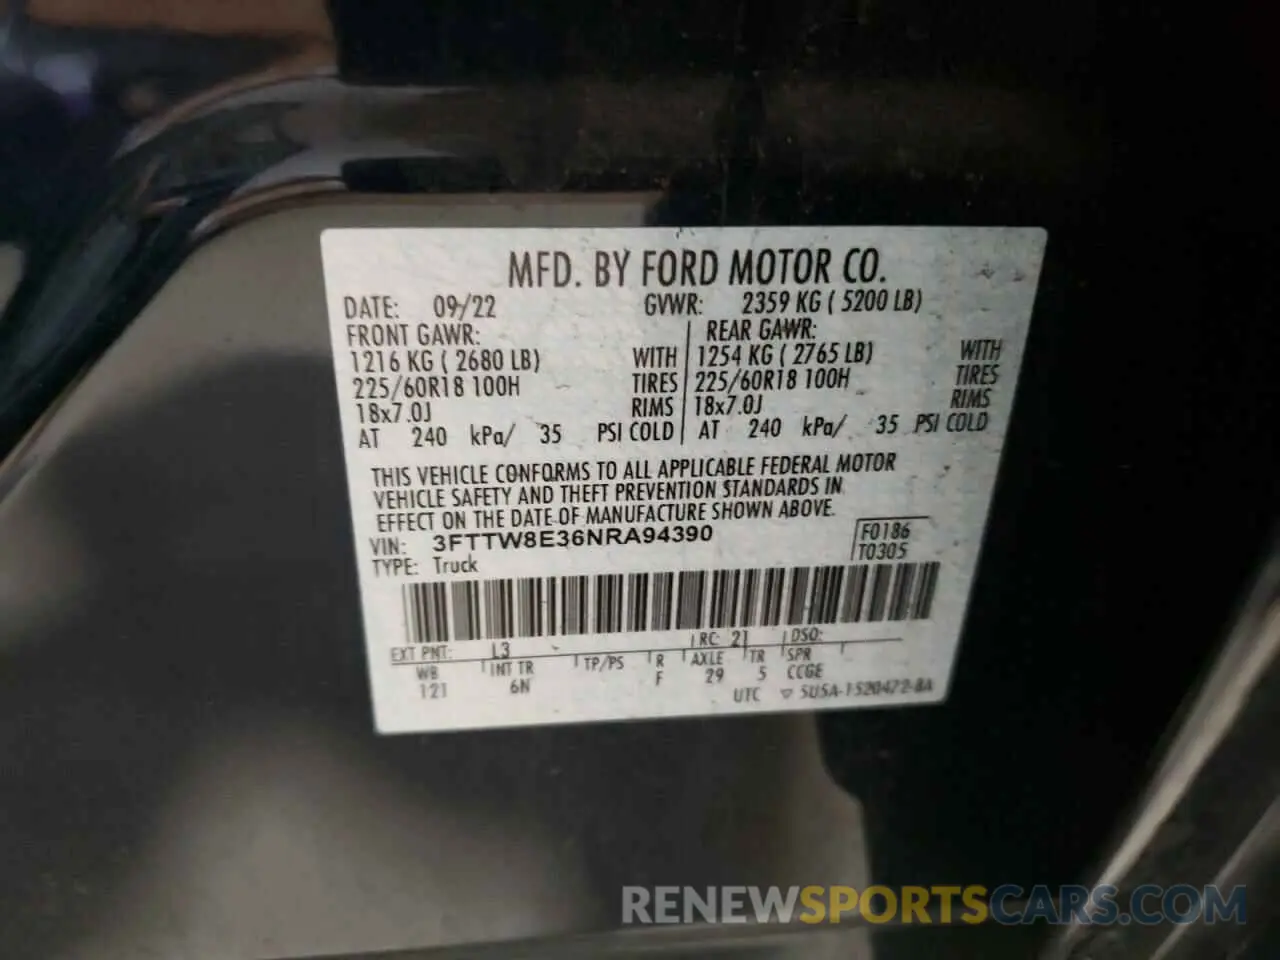 MFD. BY FORD MOTOR CO.
DATE: 09/22 GVWR: 2359 KG ( 5200 LB)
FRONT GAWR: REAR GAWR:
1216 KG ( 2680 LB) WITH 1254 KG ( 2765 LB) WITH
225/60R18 100H TIRES 225/60R18 100H TIRES
18x7.0J RIMS 18x7.0J RIMS
AT 240 kPa/ 35 PSI COLD AT 240 kPa/ 35 PSI COLD
THIS VEHICLE CONFORMS TO ALL APPLICABLE FEDERAL MOTOR
VEHICLE SAFETY AND THEFT PREVENTION STANDARDS IN
EFFECT ON THE DATE OF MANUFACTURE SHOWN ABOVE.
VIN: 3FTTW8E36NRA94390 F0186
TYPE: Truck T0305
EXT PNT: L3 RC: 21 DSO:
WB INT TR TP/PS R AXLE TR SPR
121 6N F 29 5 CCGE
UTC ▽ 5U5A-1520472-BA
RENEWSPORTSCARS.COM